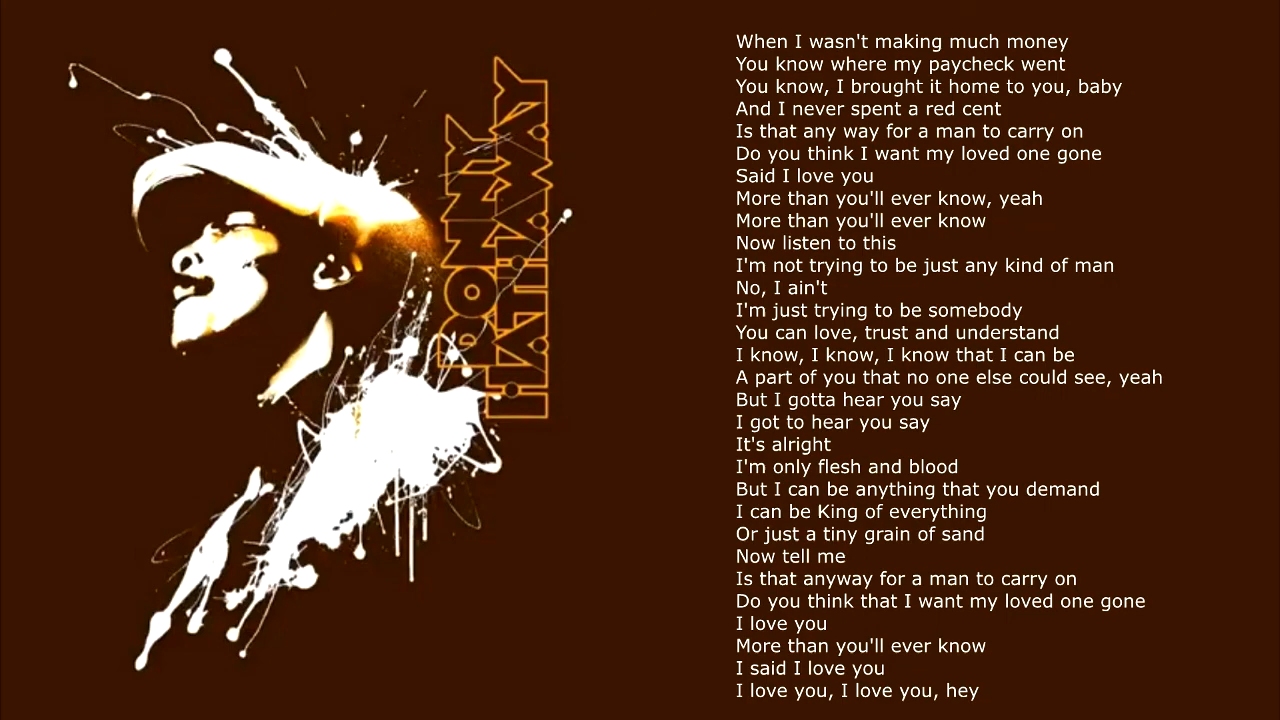 DONNY
HATHAWAY
When I wasn't making much money
You know where my paycheck went
You know, I brought it home to you, baby
And I never spent a red cent
Is that any way for a man to carry on
Do you think I want my loved one gone
Said I love you
More than you'll ever know, yeah
More than you'll ever know
Now listen to this
I'm not trying to be just any kind of man
No, I ain't
I'm just trying to be somebody
You can love, trust and understand
I know, I know, I know that I can be
A part of you that no one else could see, yeah
But I gotta hear you say
I got to hear you say
It's alright
I'm only flesh and blood
But I can be anything that you demand
I can be King of everything
Or just a tiny grain of sand
Now tell me
Is that anyway for a man to carry on
Do you think that I want my loved one gone
I love you
More than you'll ever know
I said I love you
I love you, I love you, hey